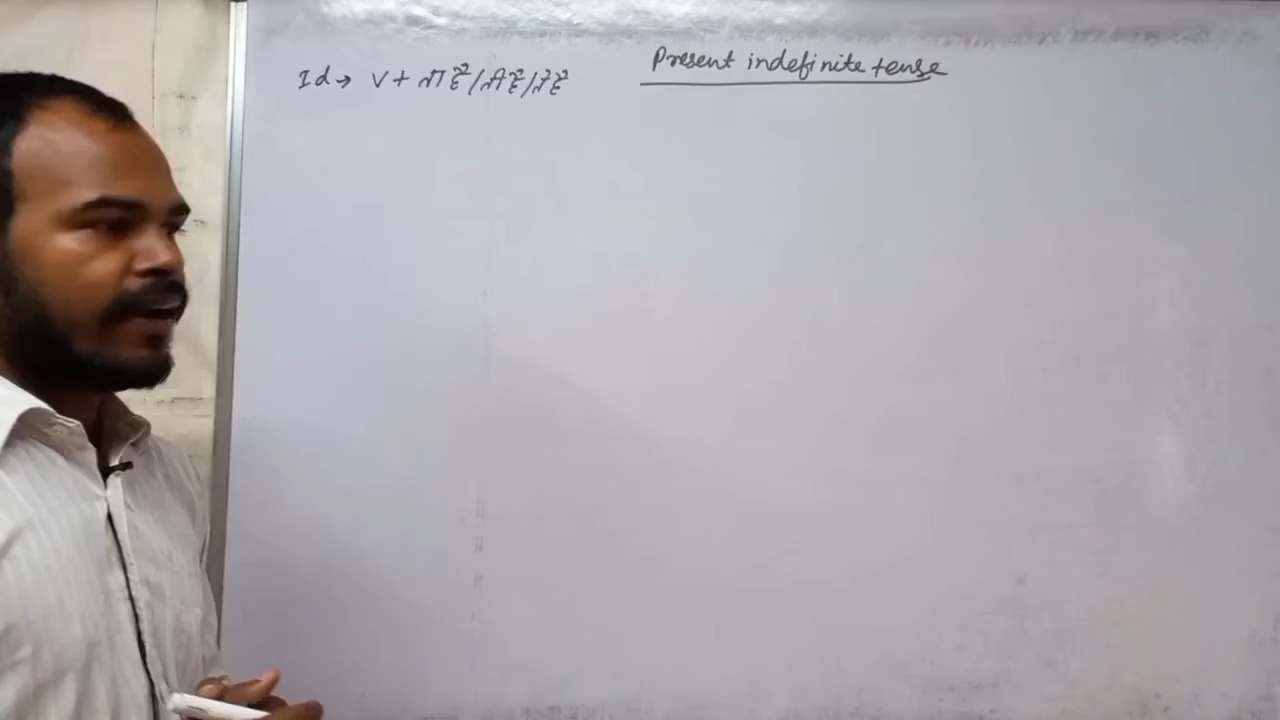 Present indefinite tense
Id → V + ता है / ती है / ते है